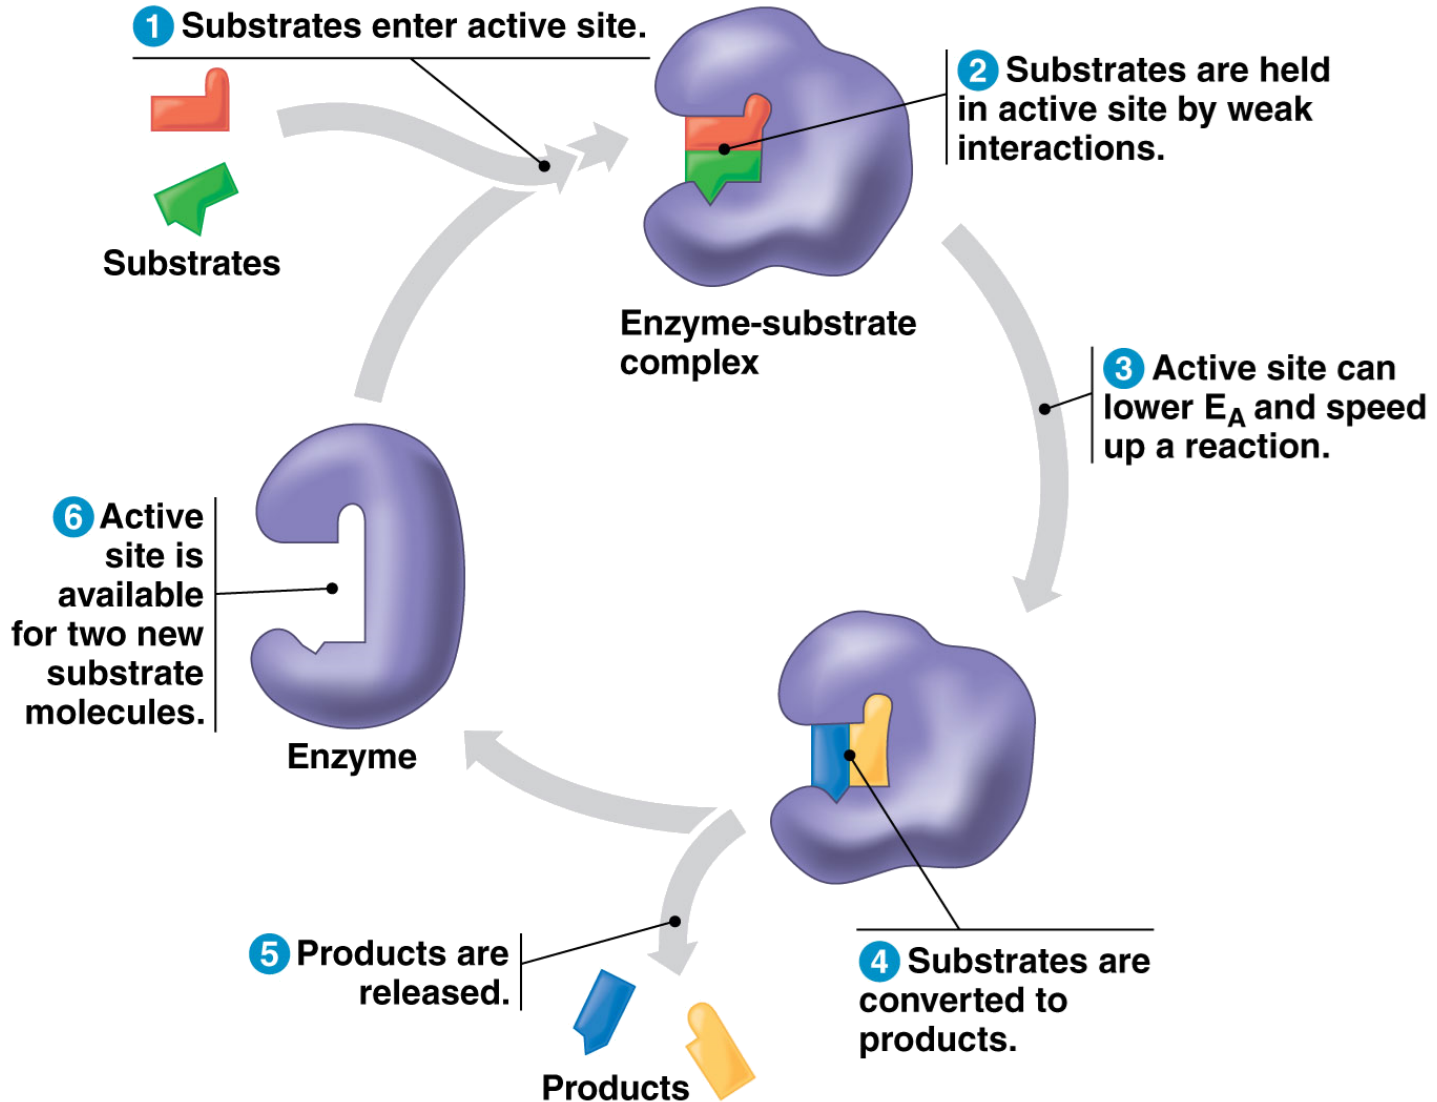 1 Substrates enter active site.
Substrates
2 Substrates are held
in active site by weak
interactions.
Enzyme-substrate
complex
3 Active site can
lower EA and speed
up a reaction.
4 Substrates are
converted to
products.
5 Products are
released.
Products
6 Active
site is
available
for two new
substrate
molecules.
Enzyme